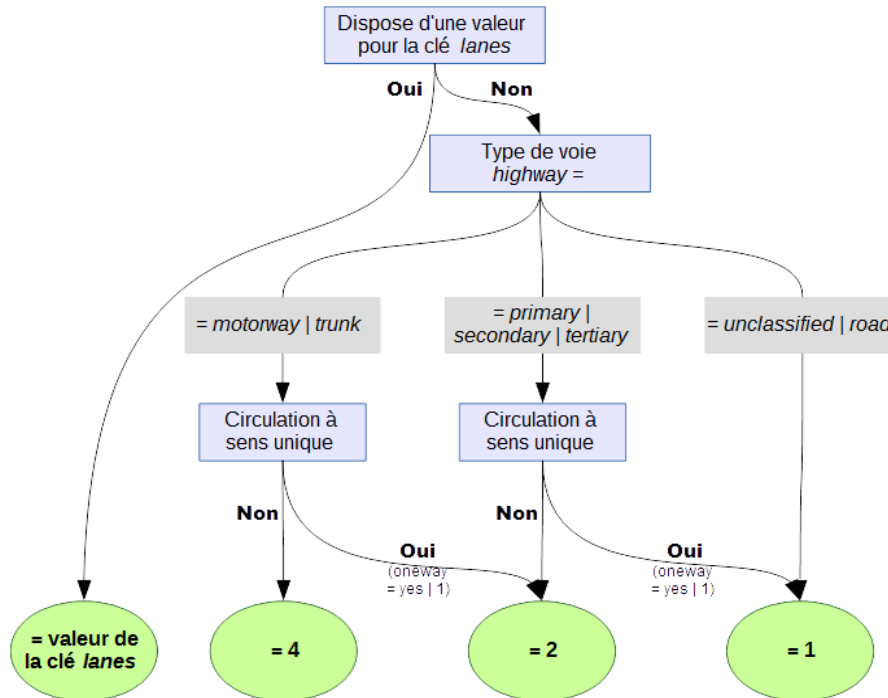 Dispose d'une valeur
pour la clé lanes
Oui
Non
Type de voie
highway =
= motorway | trunk
= primary |
secondary | tertiary
= unclassified | road
Circulation à
sens unique
Circulation à
sens unique
Non
Oui
(oneway
= yes | 1)
Non
Oui
(oneway
= yes | 1)
= valeur de
la clé lanes
= 4
= 2
= 1